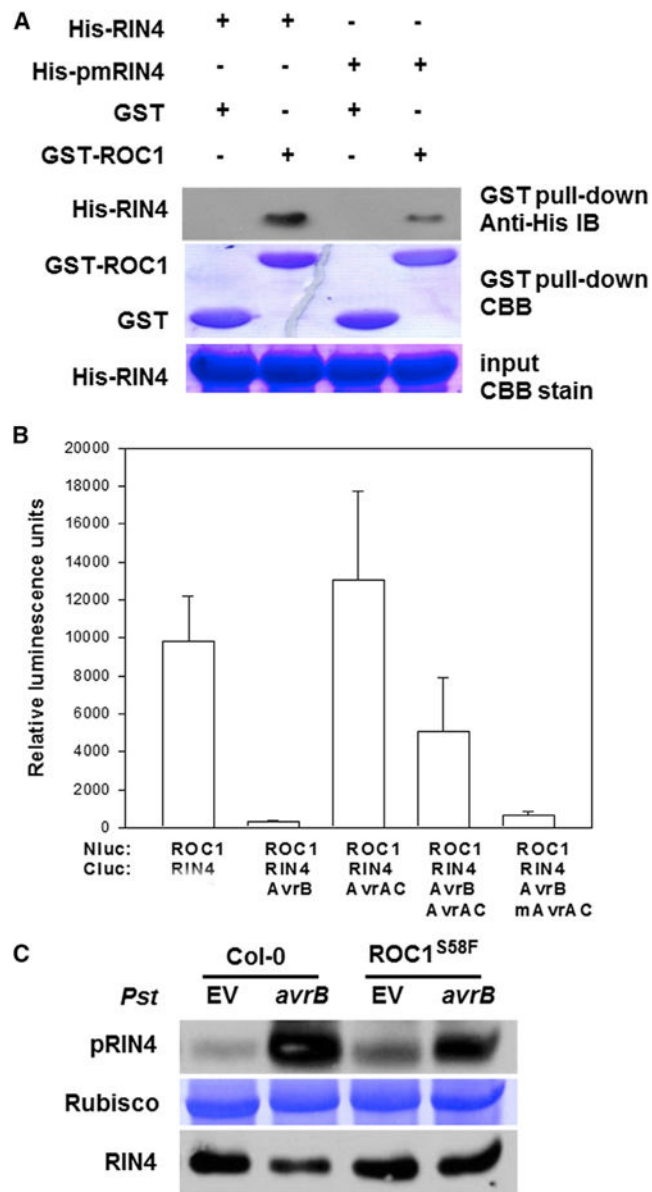 A
His-RIN4 + + - -
His-pmRIN4 - - + +
GST + - + -
GST-ROC1 - + - +
His-RIN4
GST pull-down
Anti-His IB
GST-ROC1
GST
GST pull-down
CBB
His-RIN4
input
CBB stain
B
Relative luminescence units
20000
18000
16000
14000
12000
10000
8000
6000
4000
2000
0
Nluc: ROC1 ROC1 ROC1 ROC1 ROC1
Cluc: RIN4 RIN4 RIN4 RIN4 RIN4
AvrB AvrAC AvrB AvrB
AvrAC mAvrAC
C
Col-0 ROC1S58F
Pst EV avrB EV avrB
pRIN4
Rubisco
RIN4